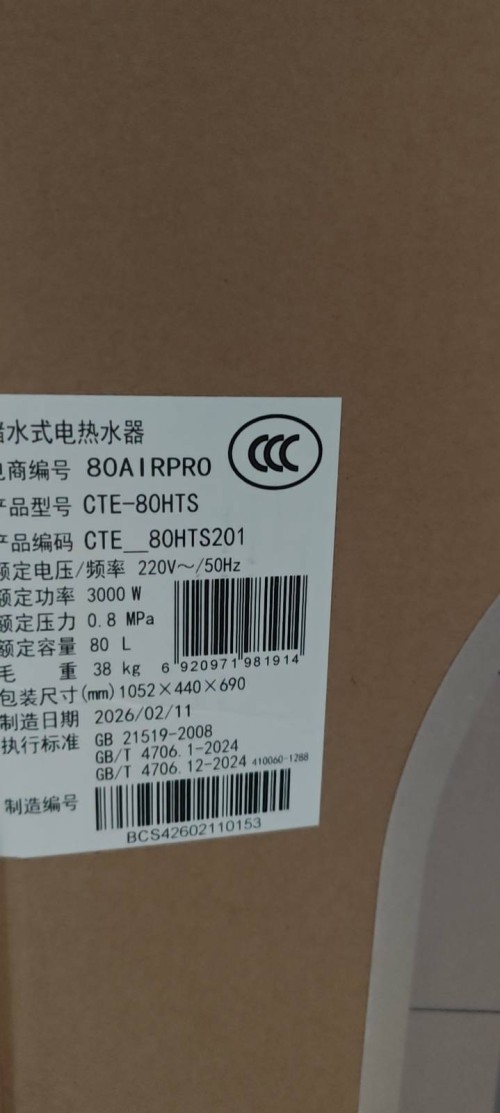 储水式电热水器
电商编号 80AIRPRO
CCC
产品型号 CTE-80HTS
产品编码 CTE__80HTS201
额定电压/频率 220V～/50Hz
额定功率 3000 W
额定压力 0.8 MPa
额定容量 80 L
毛 重 38 kg
6 920971 981914
包装尺寸(mm) 1052×440×690
制造日期 2026/02/11
执行标准 GB 21519-2008
GB/T 4706.1-2024
GB/T 4706.12-2024 410060-1288
制造编号
BCS42602110153